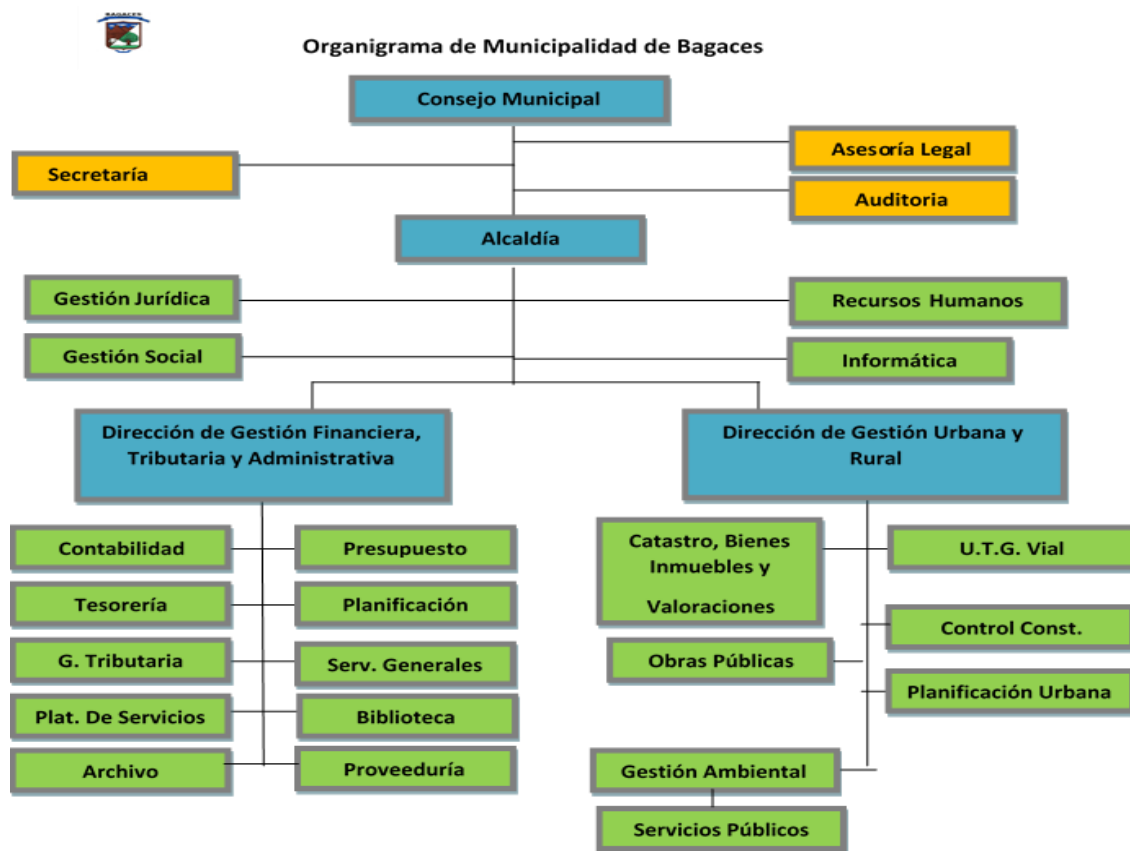 BAGACES
Organigrama de Municipalidad de Bagaces
Consejo Municipal
Asesoría Legal
Secretaría
Auditoria
Alcaldía
Gestión Jurídica
Recursos Humanos
Gestión Social
Informática
Dirección de Gestión Financiera,
Tributaria y Administrativa
Dirección de Gestión Urbana y
Rural
Contabilidad
Presupuesto
Catastro, Bienes
Inmuebles y
Valoraciones
U.T.G. Vial
Tesorería
Planificación
Control Const.
G. Tributaria
Serv. Generales
Obras Públicas
Planificación Urbana
Plat. De Servicios
Biblioteca
Archivo
Proveeduría
Gestión Ambiental
Servicios Públicos